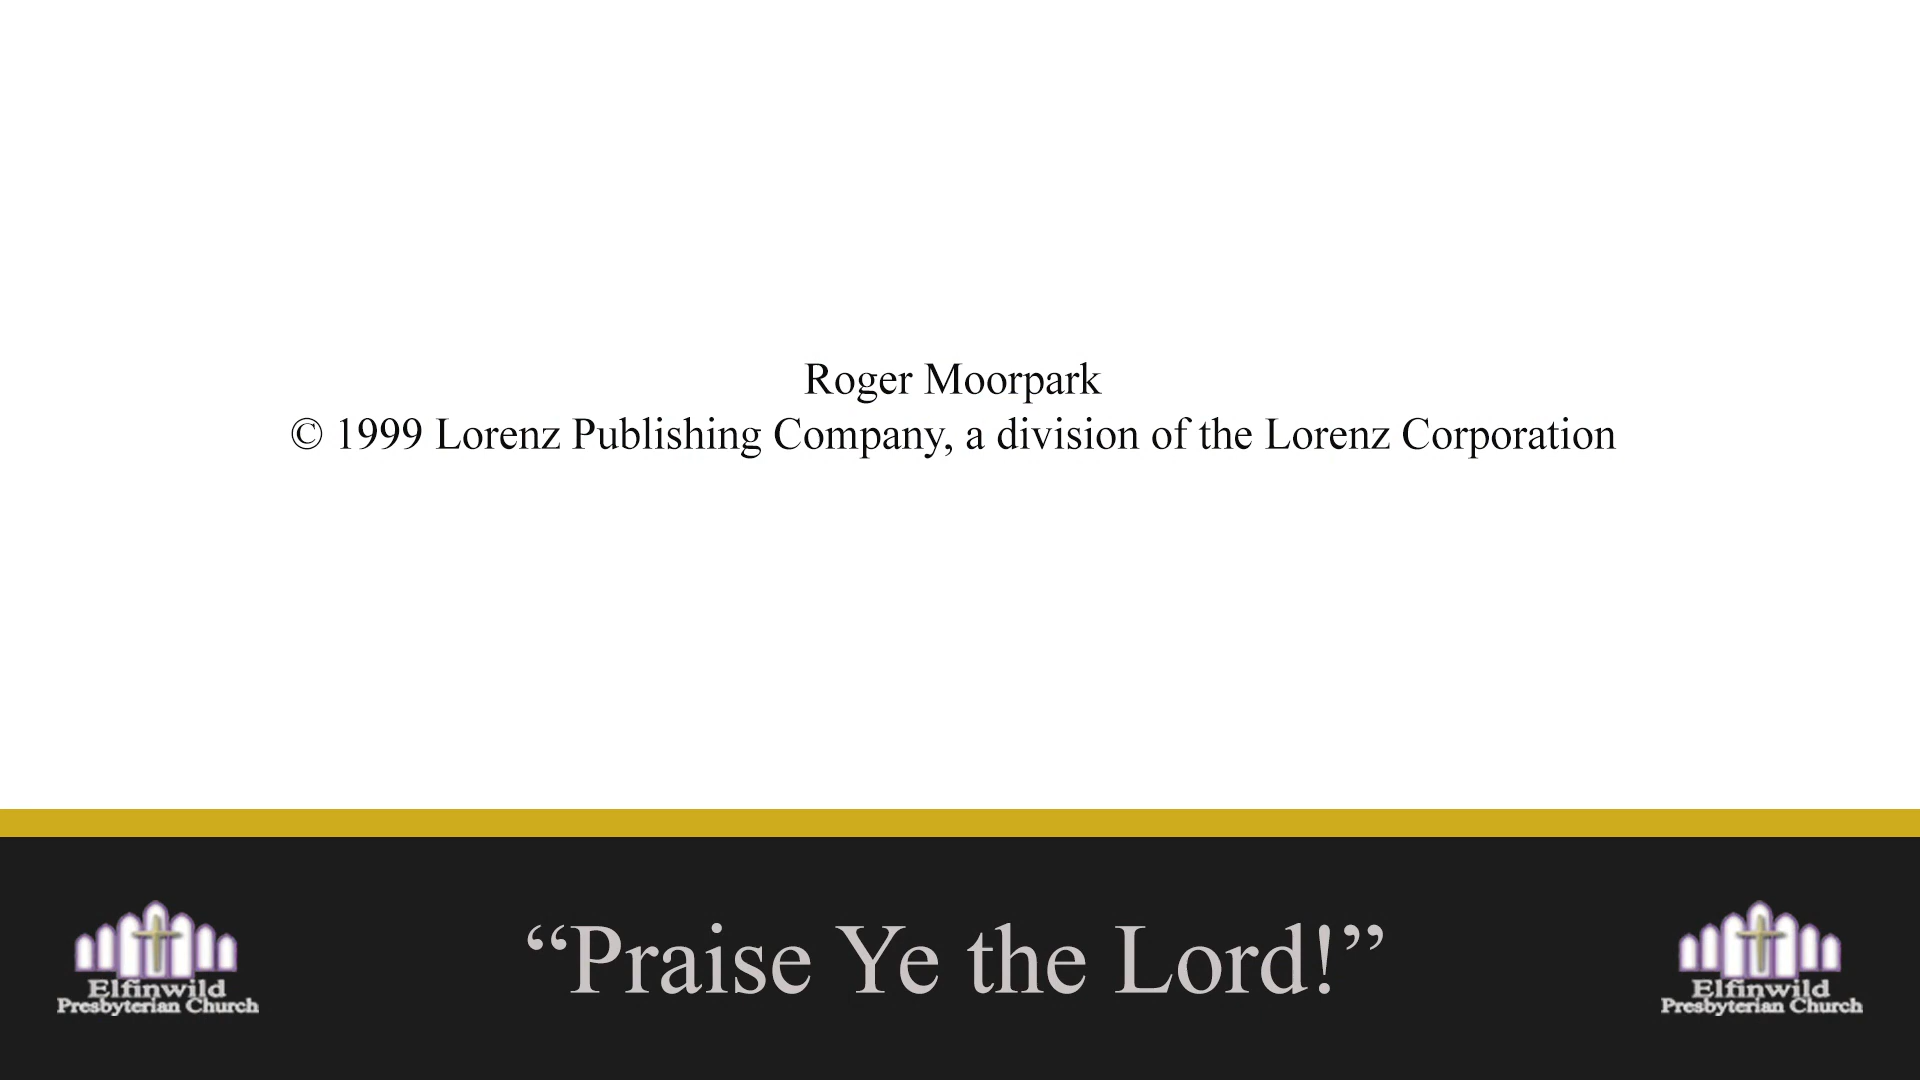 Roger Moorpark
© 1999 Lorenz Publishing Company, a division of the Lorenz Corporation
“Praise Ye the Lord!”
Elfinwild
Presbyterian Church
Elfinwild
Presbyterian Church